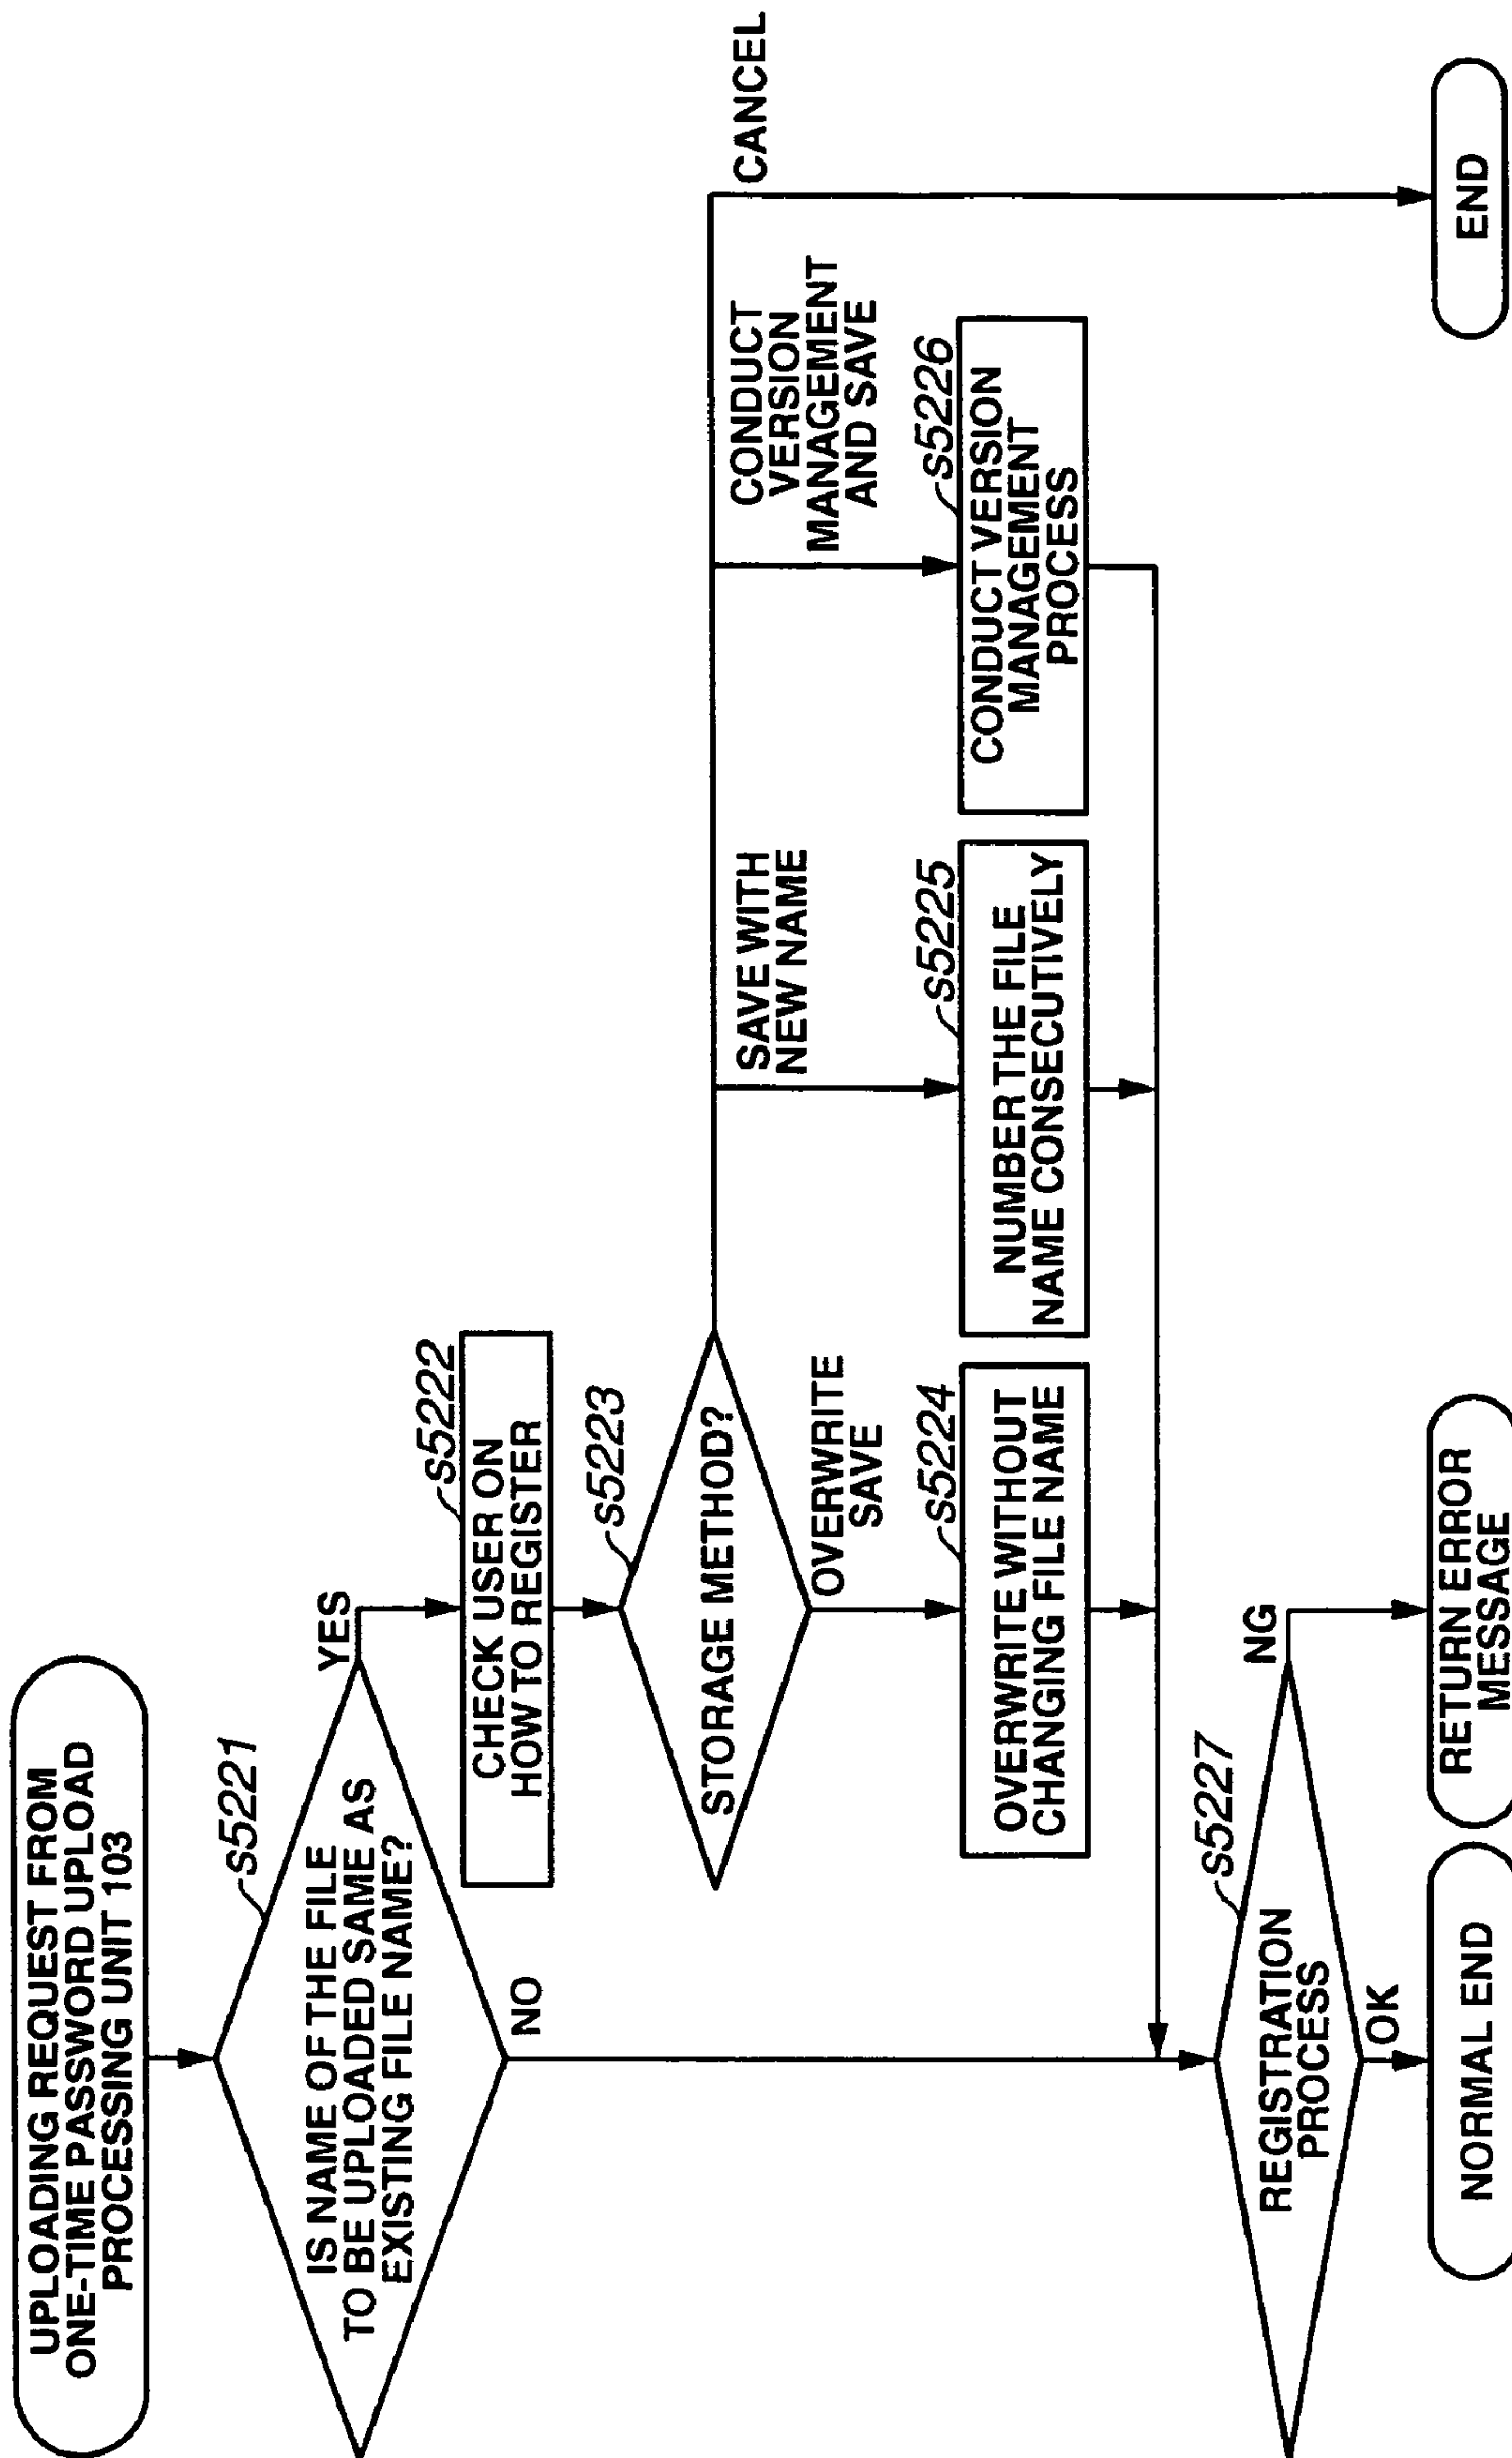 UPLOADING REQUEST FROM
ONE-TIME PASSWORD UPLOAD
PROCESSING UNIT 103
s5221
IS NAME OF THE FILE
TO BE UPLOADED SAME AS
EXISTING FILE NAME?
YES
NO
s5222
CHECK USER ON
HOW TO REGISTER
s5223
STORAGE METHOD?
OVERWRITE
SAVE
SAVE WITH
NEW NAME
CONDUCT
VERSION
MANAGEMENT
AND SAVE
CANCEL
s5224
OVERWRITE WITHOUT
CHANGING FILE NAME
s5225
NUMBER THE FILE
NAME CONSECUTIVELY
s5226
CONDUCT VERSION
MANAGEMENT
PROCESS
s5227
REGISTRATION
PROCESS
NG
OK
NORMAL END
RETURN ERROR
MESSAGE
END